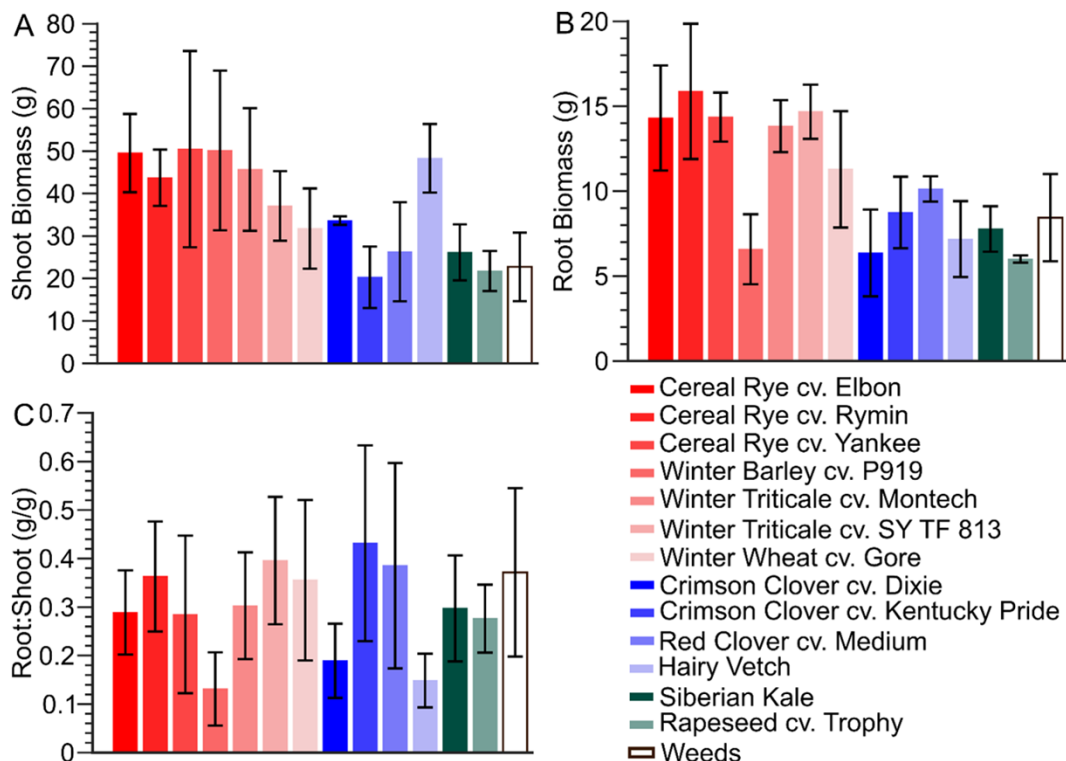 A
Shoot Biomass (g)
80
70
60
50
40
30
20
10
0
B
Root Biomass (g)
20
15
10
5
0
C
Root:Shoot (g/g)
0.7
0.6
0.5
0.4
0.3
0.2
0.1
0
Cereal Rye cv. Elbon
Cereal Rye cv. Rymin
Cereal Rye cv. Yankee
Winter Barley cv. P919
Winter Triticale cv. Montech
Winter Triticale cv. SY TF 813
Winter Wheat cv. Gore
Crimson Clover cv. Dixie
Crimson Clover cv. Kentucky Pride
Red Clover cv. Medium
Hairy Vetch
Siberian Kale
Rapeseed cv. Trophy
Weeds